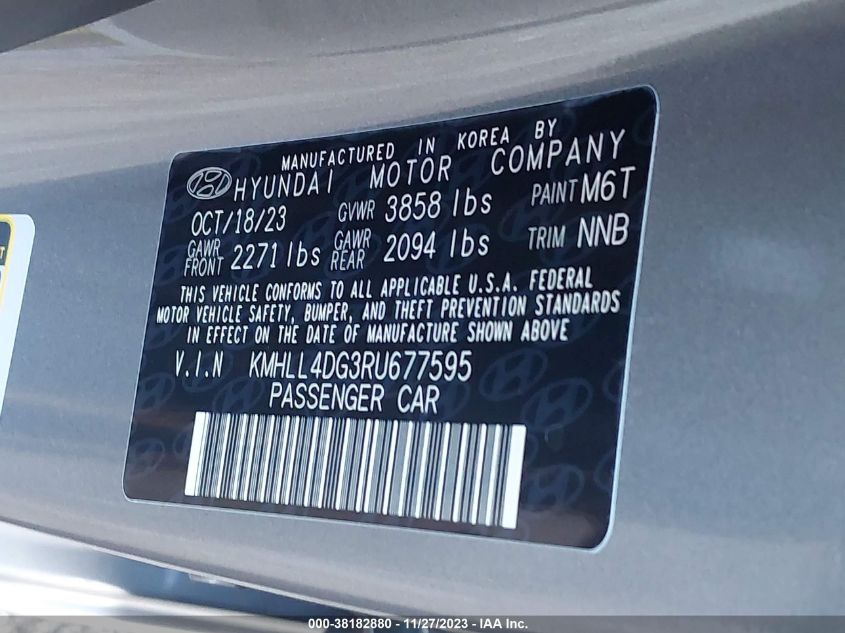 MANUFACTURED IN KOREA BY
HYUNDAI MOTOR COMPANY
OCT/18/23 GVWR 3858 lbs PAINT M6T
GAWR FRONT 2271 lbs GAWR REAR 2094 lbs TRIM NNB
THIS VEHICLE CONFORMS TO ALL APPLICABLE U.S.A. FEDERAL
MOTOR VEHICLE SAFETY, BUMPER, AND THEFT PREVENTION STANDARDS
IN EFFECT ON THE DATE OF MANUFACTURE SHOWN ABOVE
V.I.N KMHLL4DG3RU677595
PASSENGER CAR
000-38182880 - 11/27/2023 - IAA Inc.